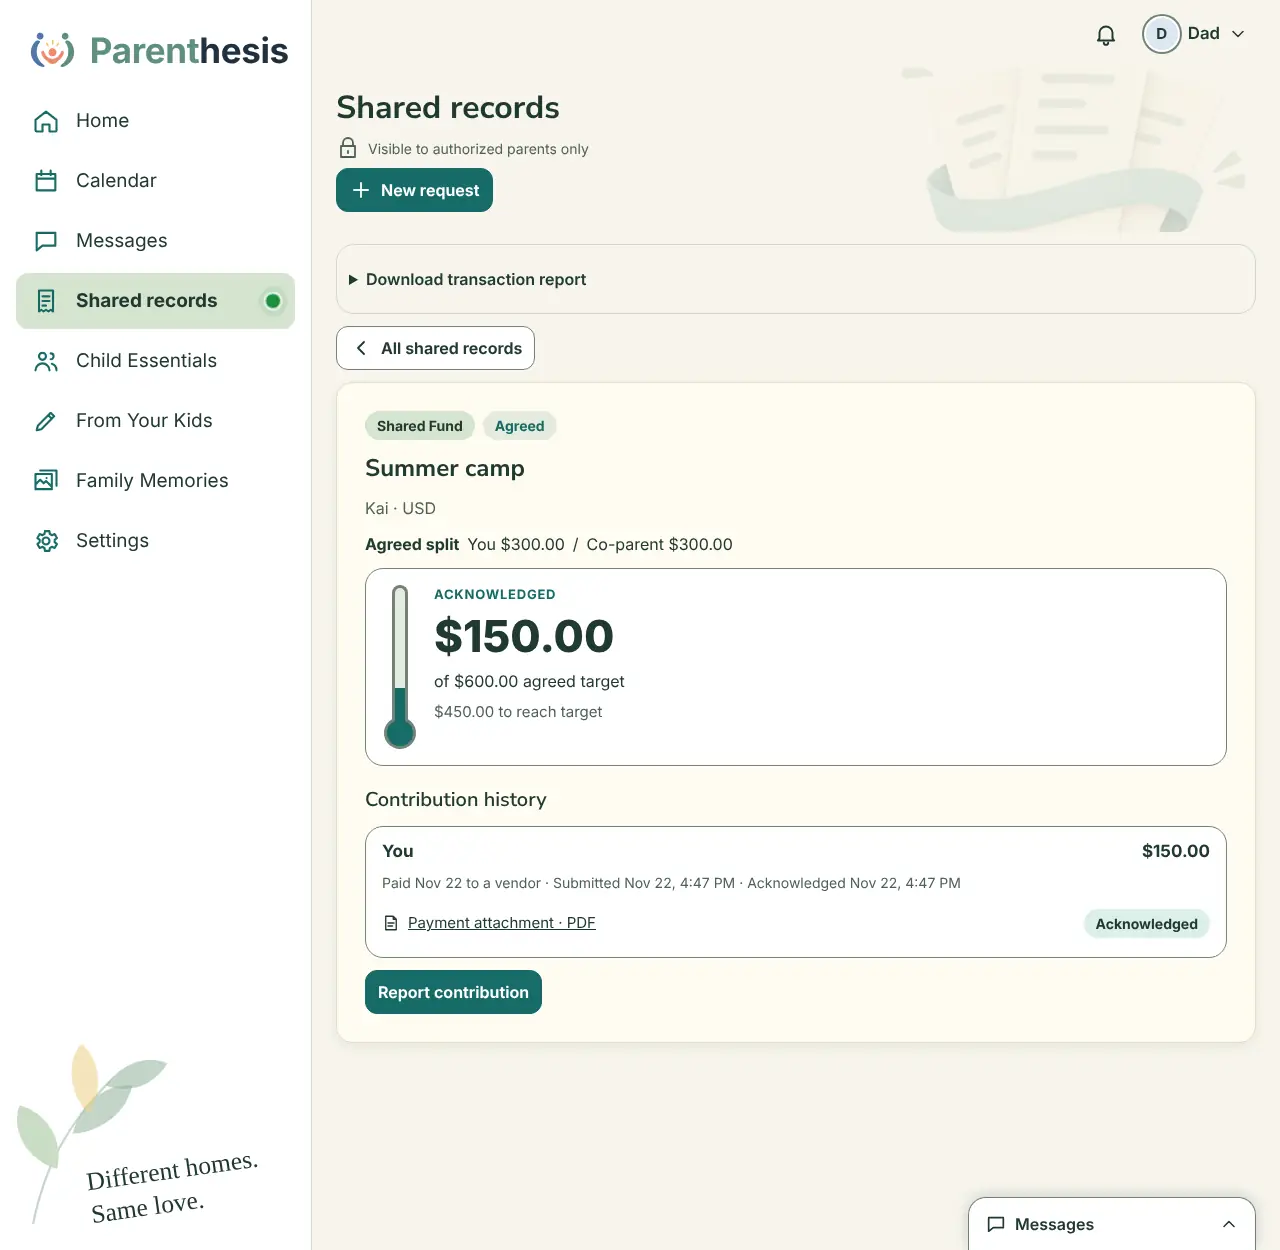 Parenthesis
Home
Calendar
Messages
Shared records
Child Essentials
From Your Kids
Family Memories
Settings
Different homes.
Same love.
D Dad
Shared records
Visible to authorized parents only
New request
Download transaction report
All shared records
Shared Fund Agreed
Summer camp
Kai · USD
Agreed split You $300.00 / Co-parent $300.00
ACKNOWLEDGED
$150.00
of $600.00 agreed target
$450.00 to reach target
Contribution history
You $150.00
Paid Nov 22 to a vendor · Submitted Nov 22, 4:47 PM · Acknowledged Nov 22, 4:47 PM
Payment attachment · PDF Acknowledged
Report contribution
Messages